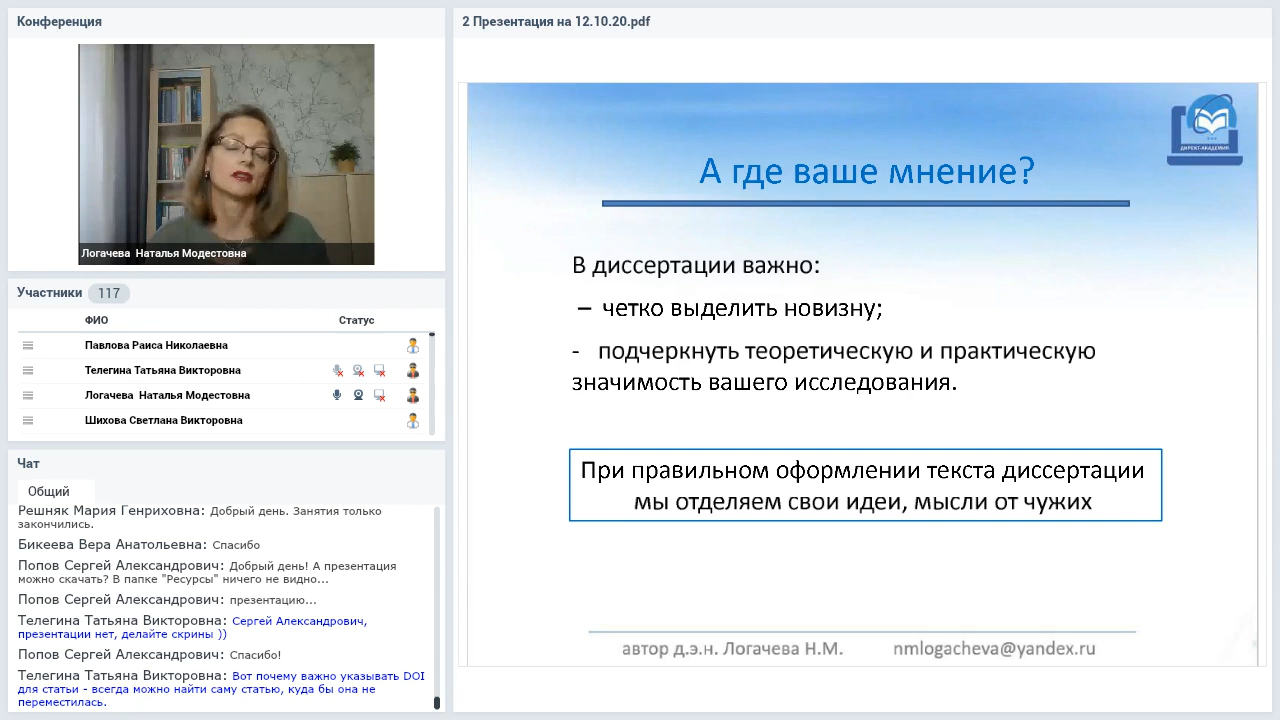 Конференция
Логачева  Наталья Модестовна
Участники 117
ФИО Статус
Павлова Раиса Николаевна
Телегина Татьяна Викторовна
Логачева  Наталья Модестовна
Шихова Светлана Викторовна
Чат
Общий
Решняк Мария Генриховна: Добрый день. Занятия только
закончились.
Бикеева Вера Анатольевна: Спасибо
Попов Сергей Александрович: Добрый день! А презентация
можно скачать? В папке "Ресурсы" ничего не видно...
Попов Сергей Александрович: презентацию...
Телегина Татьяна Викторовна: Сергей Александрович,
презентации нет, делайте скрины ))
Попов Сергей Александрович: Спасибо!
Телегина Татьяна Викторовна: Вот почему важно указывать DOI
для статьи - всегда можно найти саму статью, куда бы она не
переместилась.
2 Презентация на 12.10.20.pdf
ДИРЕКТ-АКАДЕМИЯ
А где ваше мнение?
В диссертации важно:
– четко выделить новизну;
- подчеркнуть теоретическую и практическую
значимость вашего исследования.
При правильном оформлении текста диссертации
мы отделяем свои идеи, мысли от чужих
автор д.э.н. Логачева Н.М. nmlogacheva@yandex.ru